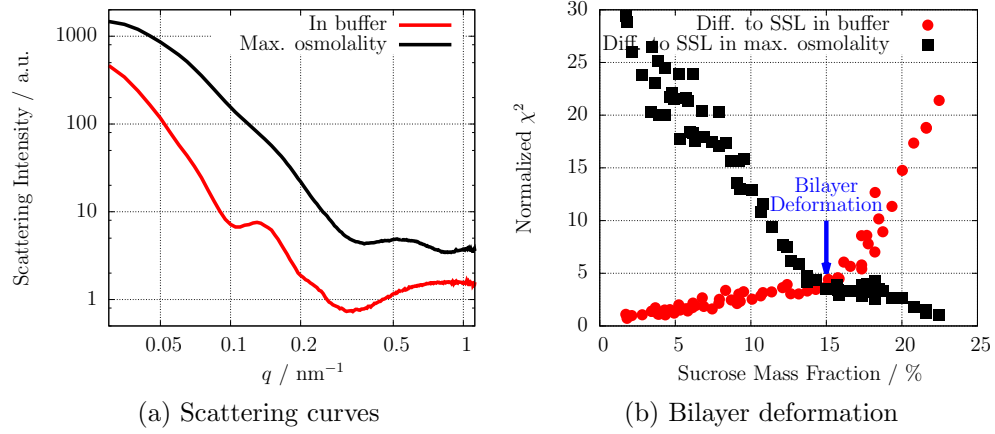 1000
100
10
1
0.05
0.1
0.2
0.5
1
Scattering Intensity / a.u.
q / nm⁻¹
In buffer
Max. osmolality
(a) Scattering curves
30
25
20
15
10
5
0
0
5
10
15
20
25
Normalized χ²
Sucrose Mass Fraction / %
Diff. to SSL in buffer
Diff. to SSL in max. osmolality
Bilayer
Deformation
(b) Bilayer deformation